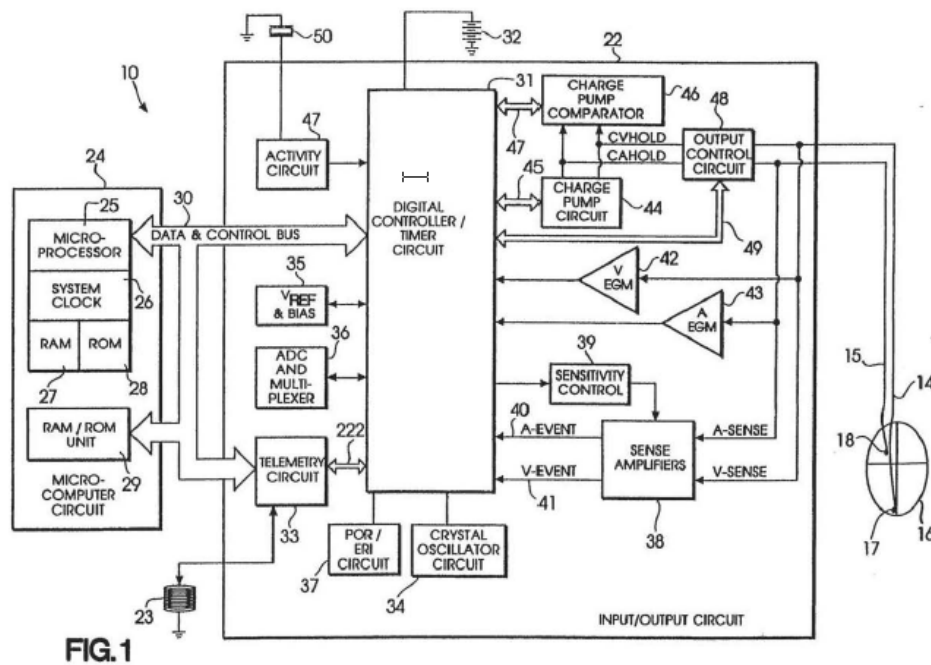 50
32
22
10
31
CHARGE
PUMP
COMPARATOR
46
48
47
47
ACTIVITY
CIRCUIT
CVHOLD
CAHOLD
OUTPUT
CONTROL
CIRCUIT
24
25
30
45
CHARGE
PUMP
CIRCUIT
44
MICRO-
PROCESSOR
DATA & CONTROL BUS
DIGITAL
CONTROLLER /
TIMER
CIRCUIT
49
SYSTEM
CLOCK
26
35
VREF
& BIAS
V
EGM
42
A
EGM
43
RAM
ROM
27
28
36
ADC
AND
MULTI-
PLEXER
39
SENSITIVITY
CONTROL
15
14
RAM / ROM
UNIT
29
40
A-EVENT
A-SENSE
SENSE
AMPLIFIERS
18
MICRO-
COMPUTER
CIRCUIT
TELEMETRY
CIRCUIT
222
V-EVENT
V-SENSE
41
33
38
17
16
POR /
ERI
CIRCUIT
37
CRYSTAL
OSCILLATOR
CIRCUIT
34
23
INPUT/OUTPUT CIRCUIT
FIG.1